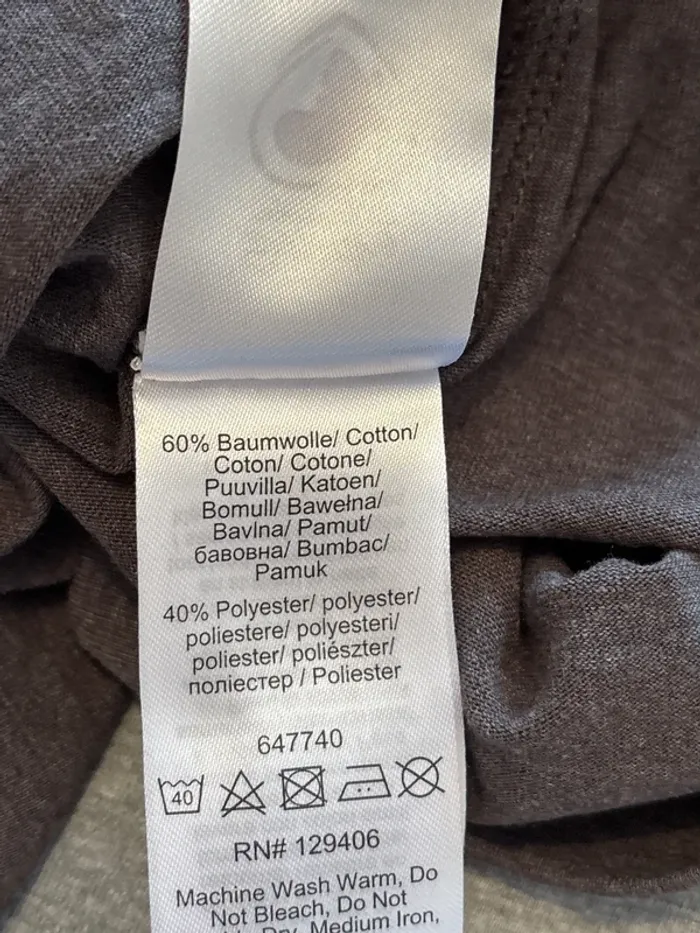 60% Baumwolle/ Cotton/
Coton/ Cotone/
Puuvilla/ Katoen/
Bomull/ Bawełna/
Bavlna/ Pamut/
бавовна/ Bumbac/
Pamuk
40% Polyester/ polyester/
poliestere/ polyesteri/
poliester/ poliészter/
поліестер / Poliester
647740
40
RN# 129406
Machine Wash Warm, Do
Not Bleach, Do Not
Dry, Medium Iron,